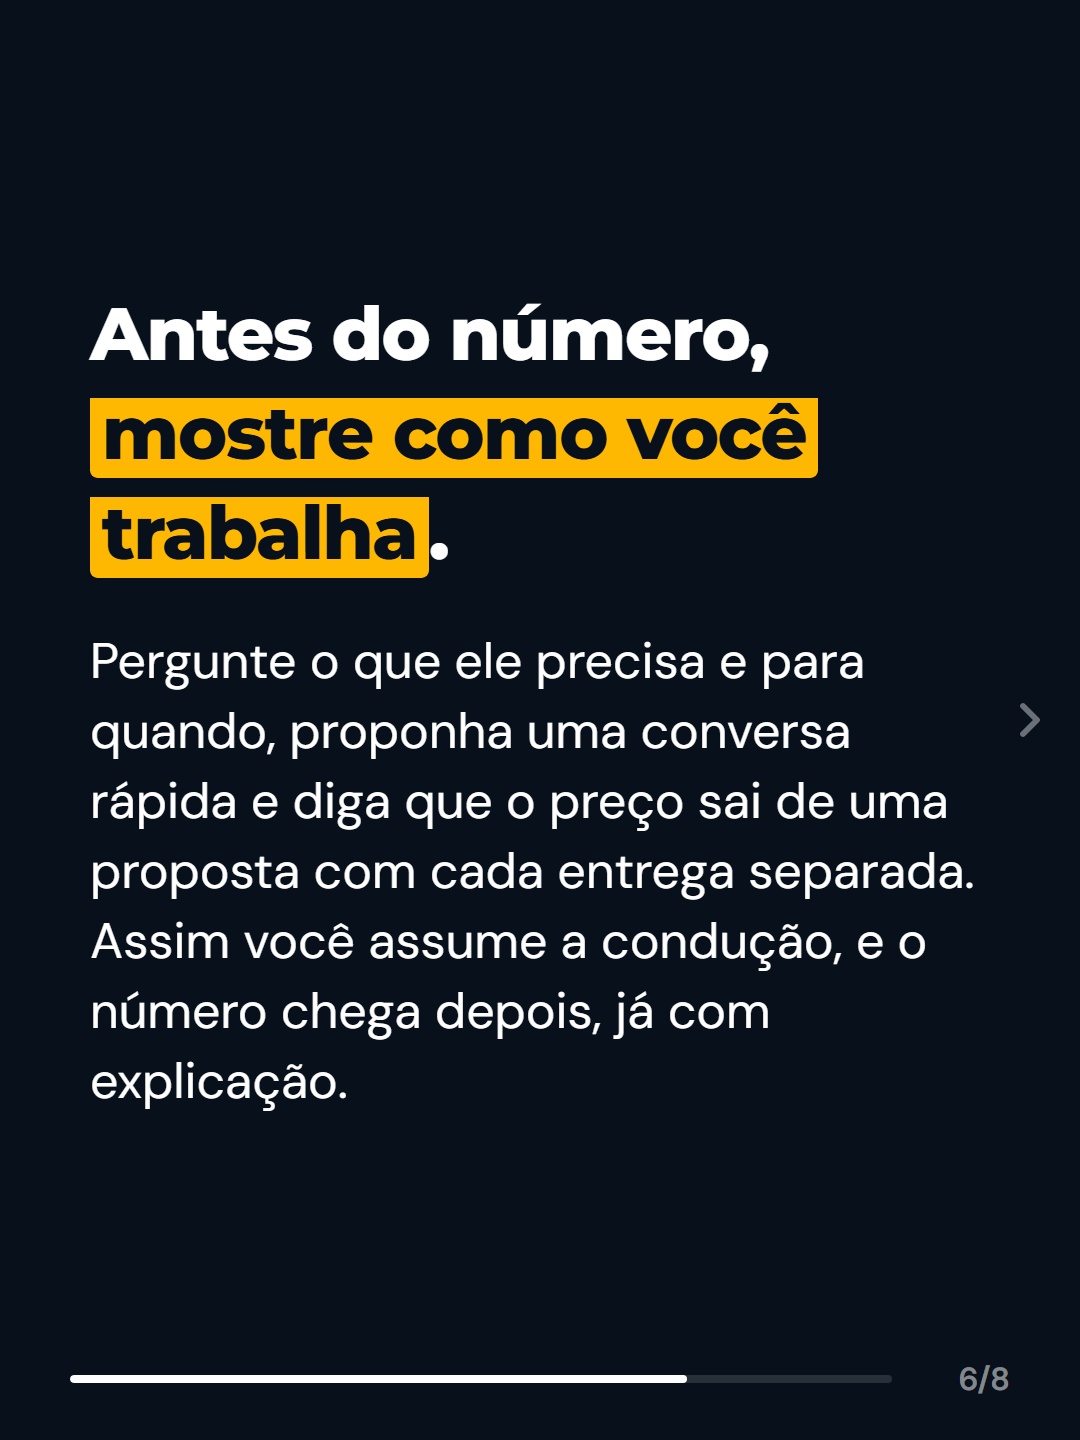 Antes do número,
mostre como você
trabalha.
Pergunte o que ele precisa e para
quando, proponha uma conversa
rápida e diga que o preço sai de uma
proposta com cada entrega separada.
Assim você assume a condução, e o
número chega depois, já com
explicação.
6/8